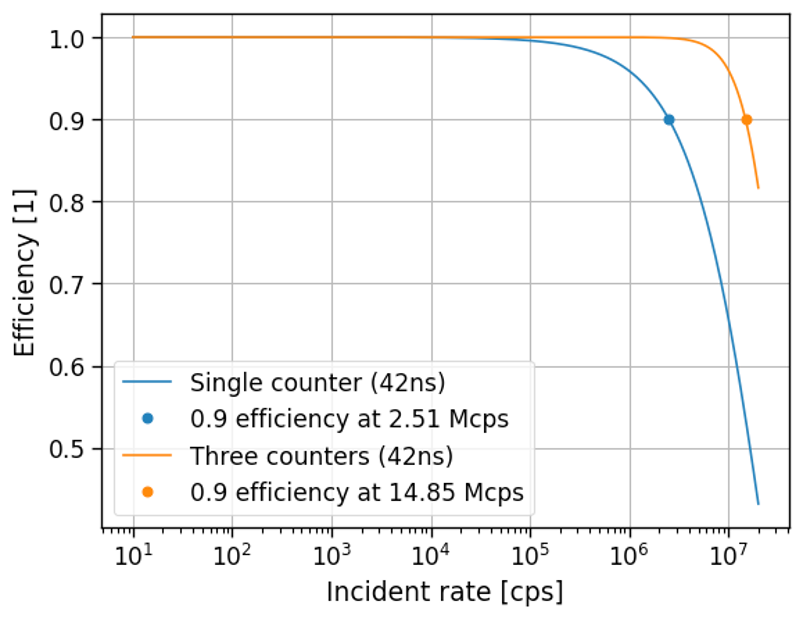 1.0
0.9
0.8
0.7
0.6
0.5
Efficiency [1]
Single counter (42ns)
0.9 efficiency at 2.51 Mcps
Three counters (42ns)
0.9 efficiency at 14.85 Mcps
10¹ 10² 10³ 10⁴ 10⁵ 10⁶ 10⁷
Incident rate [cps]